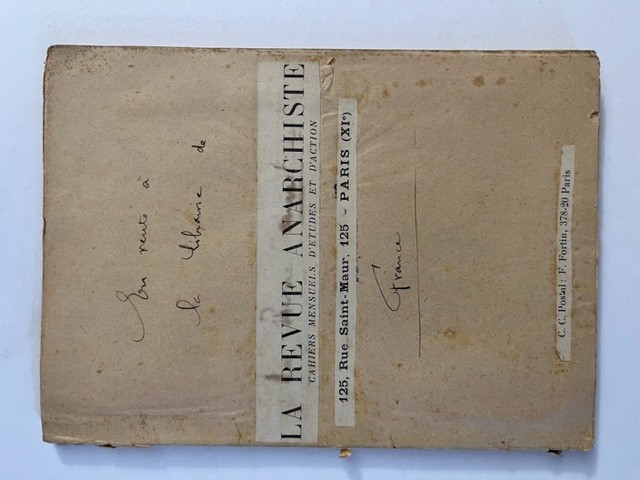 En vente à
la librairie de
LA REVUE ANARCHISTE
CAHIERS MENSUELS D'ETUDES ET D'ACTION
125, Rue Saint-Maur, 125 - PARIS (XIe)
France
C. C. Postal : F. Fortin, 378-20 Paris